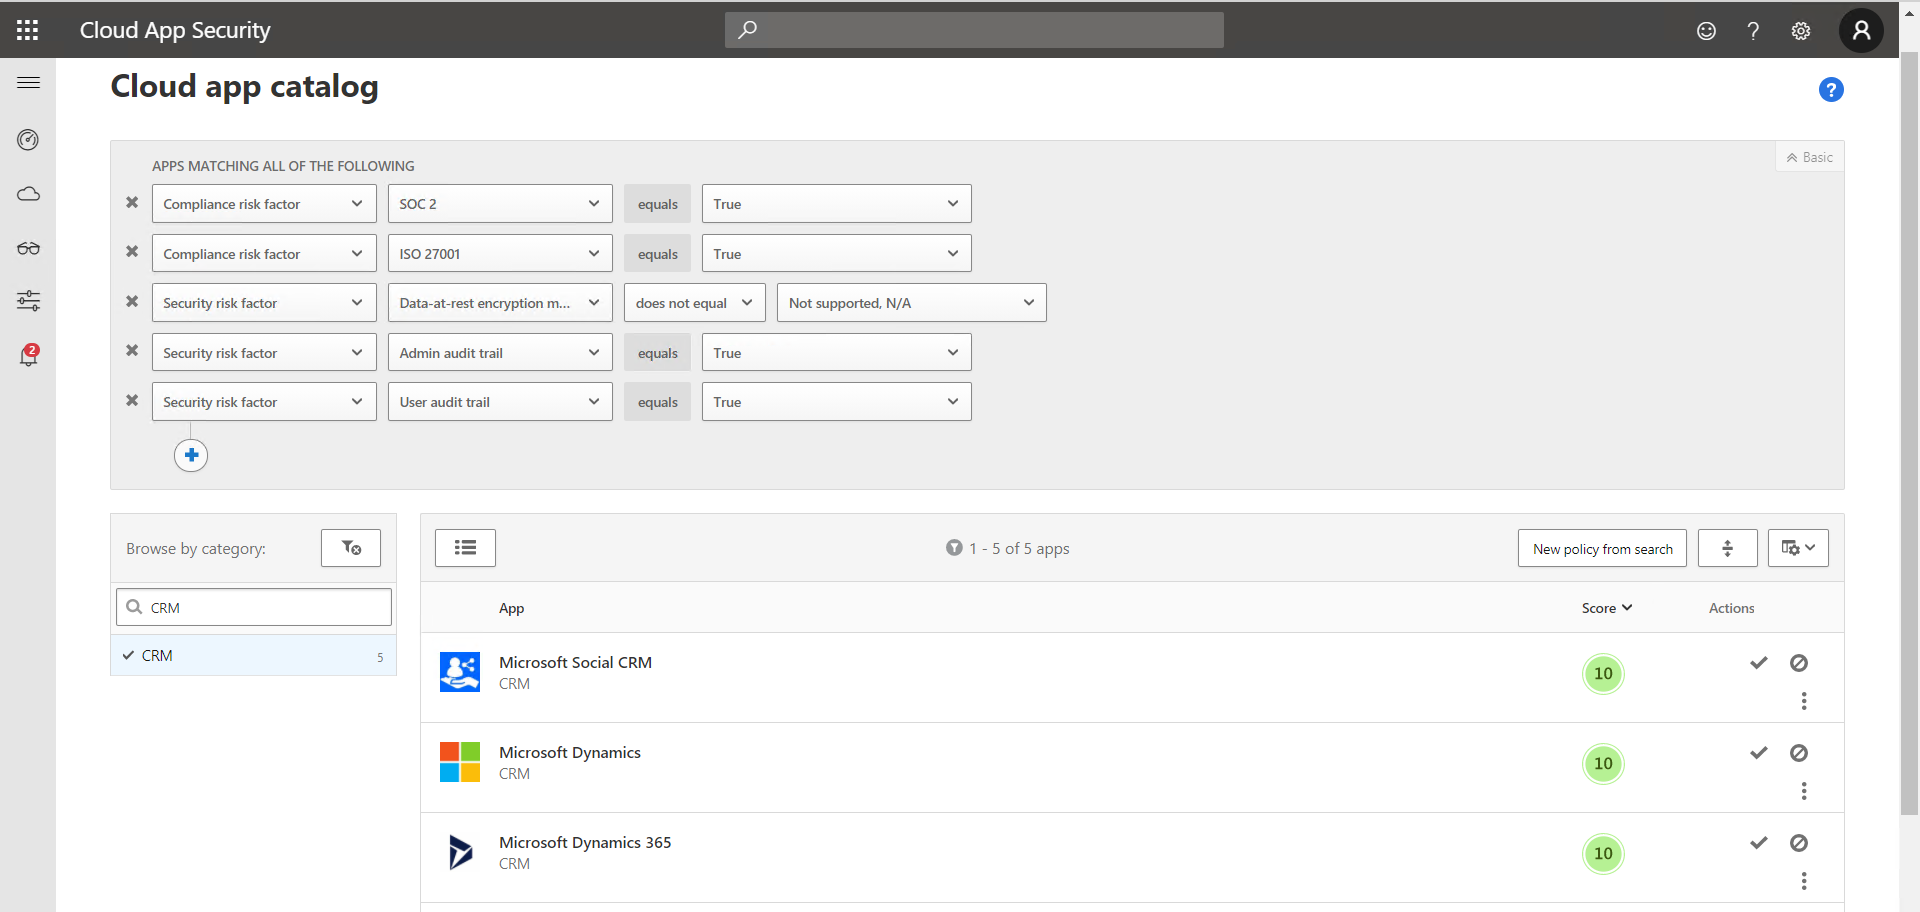 Cloud App Security
Cloud app catalog
?
APPS MATCHING ALL OF THE FOLLOWING
Basic
Compliance risk factor SOC 2 equals True
Compliance risk factor ISO 27001 equals True
Security risk factor Data-at-rest encryption m... does not equal Not supported, N/A
Security risk factor Admin audit trail equals True
Security risk factor User audit trail equals True
2
Browse by category:
1 - 5 of 5 apps
New policy from search
CRM
CRM 5
App Score Actions
Microsoft Social CRM
CRM
10
Microsoft Dynamics
CRM
10
Microsoft Dynamics 365
CRM
10